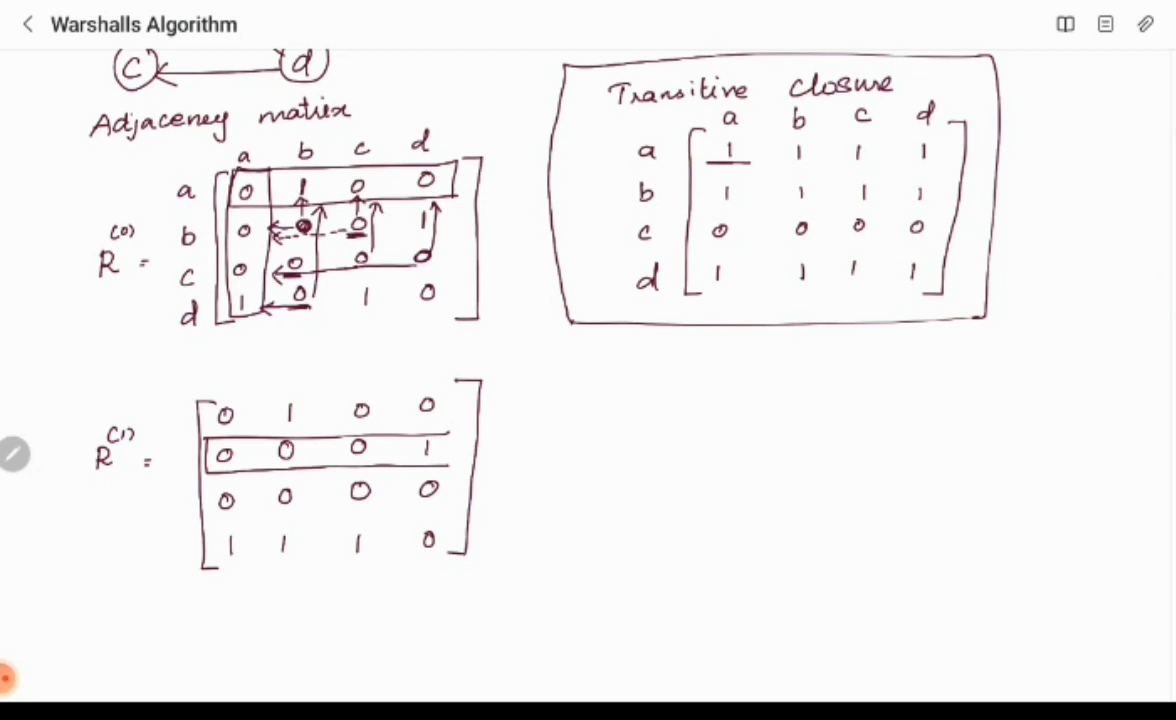 Warshalls Algorithm
C d
Adjacency matrix
a b c d
a 0 1 0 0
R(0) = b 0 0 0 1
c 0 0 0 0
d 1 0 1 0
Transitive closure
a b c d
a 1 1 1 1
b 1 1 1 1
c 0 0 0 0
d 1 1 1 1
0 1 0 0
R(1) = 0 0 0 1
0 0 0 0
1 1 1 0